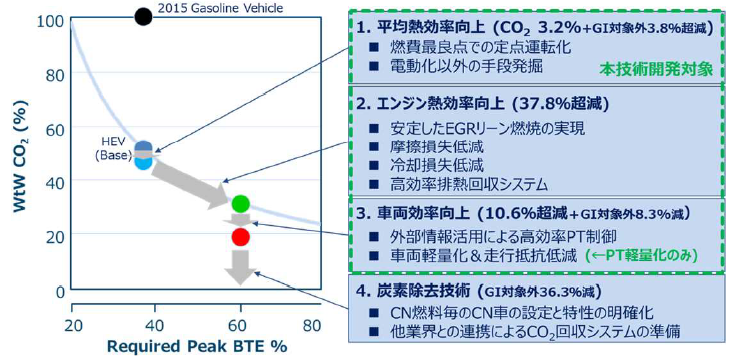 2015 Gasoline Vehicle
100
80
60
40
20
0
WtW CO₂ (%)
HEV
(Base)
20
40
60
80
Required Peak BTE %
1. 平均熱効率向上 (CO₂ 3.2%+GI対象外3.8%超減)
■ 燃費最良点での定点運転化
■ 電動化以外の手段発掘
本技術開発対象
2. エンジン熱効率向上 (37.8%超減)
■ 安定したEGRリーン燃焼の実現
■ 摩擦損失低減
■ 冷却損失低減
■ 高効率排熱回収システム
3. 車両効率向上 (10.6%超減+GI対象外8.3%減)
■ 外部情報活用による高効率PT制御
■ 車両軽量化＆走行抵抗低減 (←PT軽量化のみ)
4. 炭素除去技術 (GI対象外36.3%減)
■ CN燃料毎のCN車の設定と特性の明確化
■ 他業界との連携によるCO₂回収システムの準備